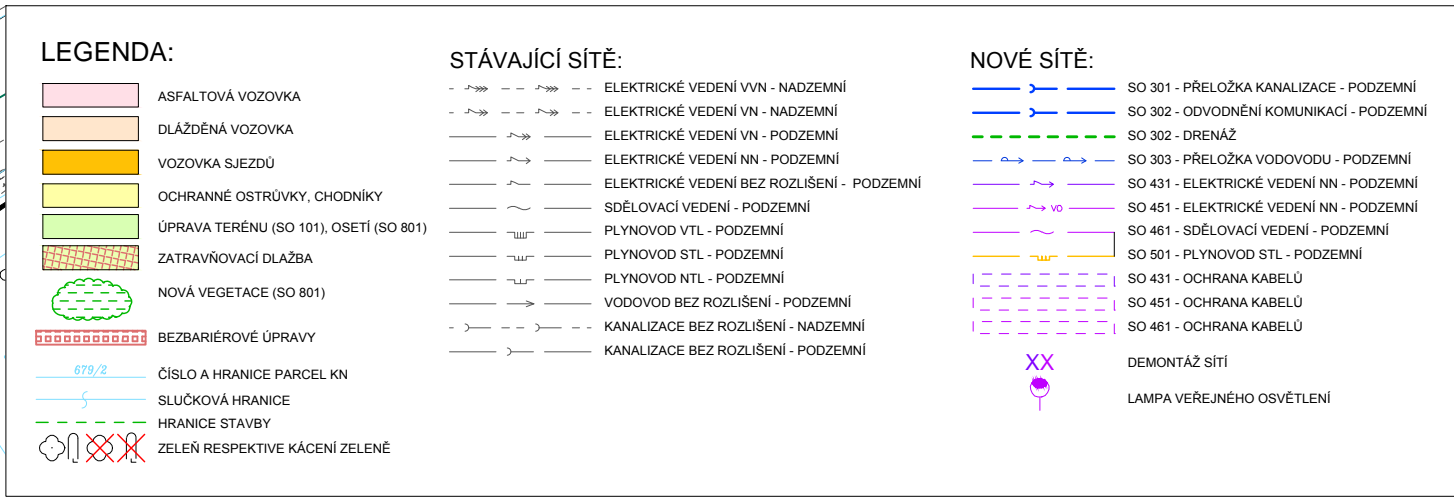 LEGENDA:
ASFALTOVÁ VOZOVKA
DLÁŽDĚNÁ VOZOVKA
VOZOVKA SJEZDŮ
OCHRANNÉ OSTRŮVKY, CHODNÍKY
ÚPRAVA TERÉNU (SO 101), OSETÍ (SO 801)
ZATRAVŇOVACÍ DLAŽBA
NOVÁ VEGETACE (SO 801)
BEZBARIÉROVÉ ÚPRAVY
679/2
ČÍSLO A HRANICE PARCEL KN
SLUČKOVÁ HRANICE
HRANICE STAVBY
ZELEŇ RESPEKTIVE KÁCENÍ ZELENĚ
STÁVAJÍCÍ SÍTĚ:
ELEKTRICKÉ VEDENÍ VVN - NADZEMNÍ
ELEKTRICKÉ VEDENÍ VN - NADZEMNÍ
ELEKTRICKÉ VEDENÍ VN - PODZEMNÍ
ELEKTRICKÉ VEDENÍ NN - PODZEMNÍ
ELEKTRICKÉ VEDENÍ BEZ ROZLIŠENÍ - PODZEMNÍ
SDĚLOVACÍ VEDENÍ - PODZEMNÍ
PLYNOVOD VTL - PODZEMNÍ
PLYNOVOD STL - PODZEMNÍ
PLYNOVOD NTL - PODZEMNÍ
VODOVOD BEZ ROZLIŠENÍ - PODZEMNÍ
KANALIZACE BEZ ROZLIŠENÍ - NADZEMNÍ
KANALIZACE BEZ ROZLIŠENÍ - PODZEMNÍ
NOVÉ SÍTĚ:
SO 301 - PŘELOŽKA KANALIZACE - PODZEMNÍ
SO 302 - ODVODNĚNÍ KOMUNIKACÍ - PODZEMNÍ
SO 302 - DRENÁŽ
SO 303 - PŘELOŽKA VODOVODU - PODZEMNÍ
SO 431 - ELEKTRICKÉ VEDENÍ NN - PODZEMNÍ
VO SO 451 - ELEKTRICKÉ VEDENÍ NN - PODZEMNÍ
SO 461 - SDĚLOVACÍ VEDENÍ - PODZEMNÍ
SO 501 - PLYNOVOD STL - PODZEMNÍ
SO 431 - OCHRANA KABELŮ
SO 451 - OCHRANA KABELŮ
SO 461 - OCHRANA KABELŮ
XX DEMONTÁŽ SÍTÍ
LAMPA VEŘEJNÉHO OSVĚTLENÍ